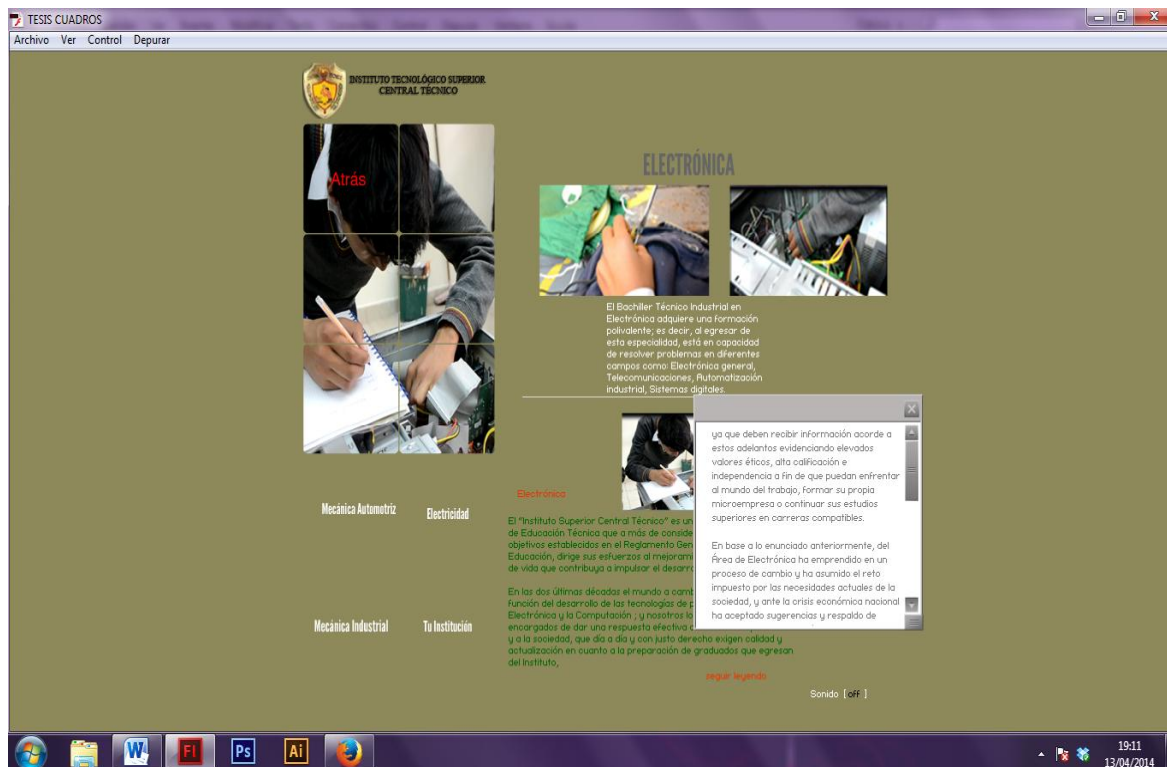 TESIS CUADROS
Archivo Ver Control Depurar
INSTITUTO TECNOLÓGICO SUPERIOR
CENTRAL TÉCNICO
Atrás
ELECTRÓNICA
El Bachiller Técnico Industrial en
Electrónica adquiere una formación
polivalente; es decir, al egresar de
esta especialidad, está en capacidad
de resolver problemas en diferentes
campos como: Electrónica general,
Telecomunicaciones, Automatización
industrial, Sistemas digitales.
Mecánica Automotriz
Electricidad
Mecánica Industrial
Tu Institución
Electrónica
El "Instituto Superior Central Técnico" es un
de Educación Técnica que a más de conside
objetivos establecidos en el Reglamento Gen
Educación, dirige sus esfuerzos al mejorami
de vida que contribuya a impulsar el desarr
En las dos últimas décadas el mundo a camb
función del desarrollo de las tecnologías de p
Electrónica y la Computación ; y nosotros lo
encargados de dar una respuesta efectiva
y a la sociedad, que día a día y con justo derecho exigen calidad y
actualización en cuanto a la preparación de graduados que egresan
del Instituto,
seguir leyendo
ya que deben recibir información acorde a
estos adelantos evidenciando elevados
valores éticos, alta calificación e
independencia a fin de que puedan enfrentar
al mundo del trabajo, formar su propia
microempresa o continuar sus estudios
superiores en carreras compatibles.
En base a lo enunciado anteriormente, del
Área de Electrónica ha emprendido en un
proceso de cambio y ha asumido el reto
impuesto por las necesidades actuales de la
sociedad, y ante la crisis económica nacional
ha aceptado sugerencias y respaldo de
Sonido [ off ]
W
Fl
Ps
Ai
19:11
13/04/2014